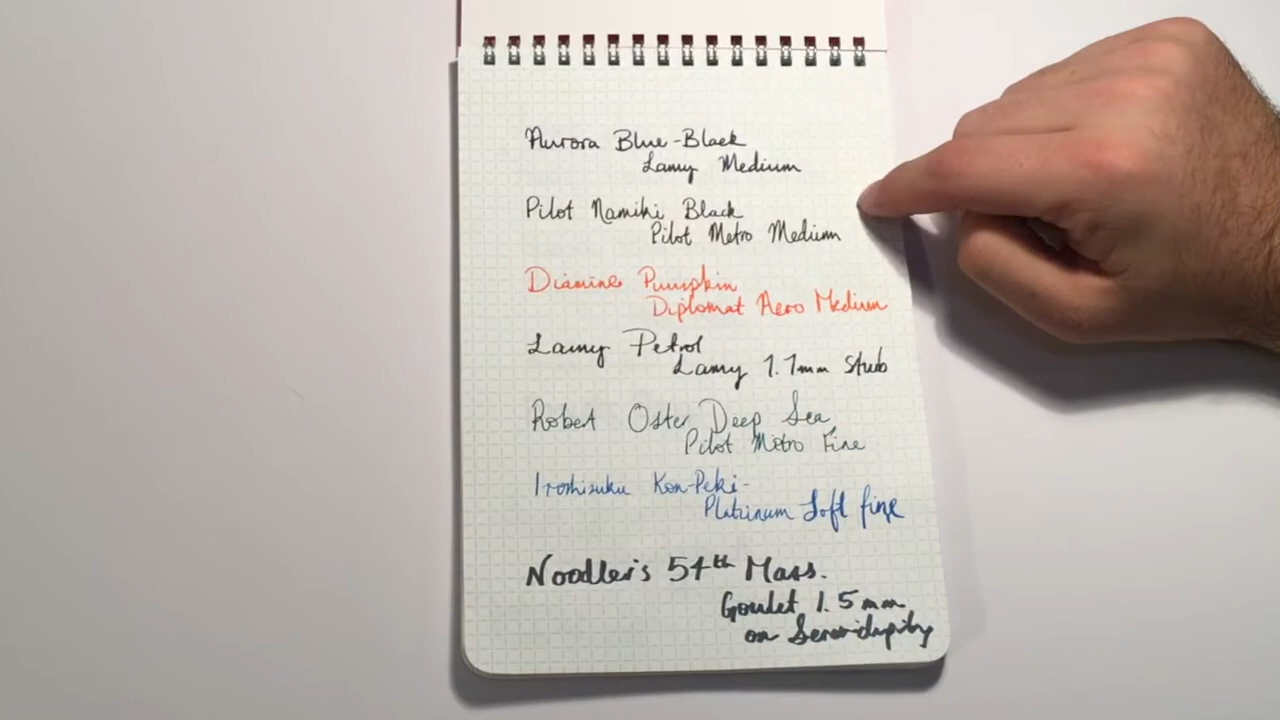 Aurora Blue-Black
Lamy Medium
Pilot Namiki Black
Pilot Metro Medium
Diamine Pumpkin
Diplomat Aero Medium
Lamy Petrol
Lamy 1.1mm stub
Robert Oster Deep Sea
Pilot Metro Fine
Iroshizuku Kon-Peki-
Platinum Soft fine
Noodler's 54th Mass.
Goulet 1.5mm
on Serendipity